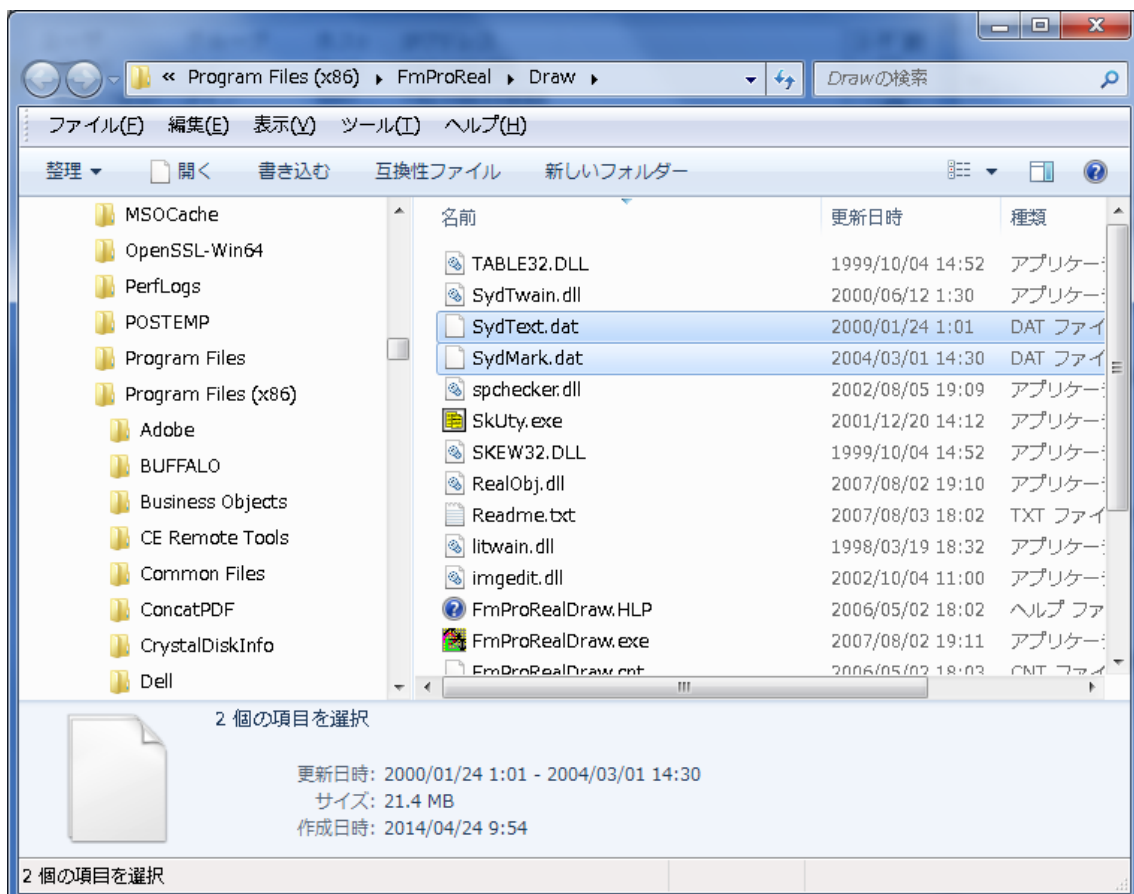 « Program Files (x86) ▸ FmProReal ▸ Draw ▸ Drawの検索
ファイル(F) 編集(E) 表示(V) ツール(T) ヘルプ(H)
整理 ▼ 開く 書き込む 互換性ファイル 新しいフォルダー
MSOCache
OpenSSL-Win64
PerfLogs
POSTEMP
Program Files
Program Files (x86)
Adobe
BUFFALO
Business Objects
CE Remote Tools
Common Files
ConcatPDF
CrystalDiskInfo
Dell
名前 更新日時 種類
TABLE32.DLL 1999/10/04 14:52 アプリケー
SydTwain.dll 2000/06/12 1:30 アプリケー
SydText.dat 2000/01/24 1:01 DAT ファイ
SydMark.dat 2004/03/01 14:30 DAT ファイ
spchecker.dll 2002/08/05 19:09 アプリケー
SkUty.exe 2001/12/20 14:12 アプリケー
SKEW32.DLL 1999/10/04 14:52 アプリケー
RealObj.dll 2007/08/02 19:10 アプリケー
Readme.txt 2007/08/03 18:02 TXT ファイ
litwain.dll 1998/03/19 18:32 アプリケー
imgedit.dll 2002/10/04 11:00 アプリケー
FmProRealDraw.HLP 2006/05/02 18:02 ヘルプ ファ
FmProRealDraw.exe 2007/08/02 19:11 アプリケー
FmProRealDraw.cnt 2006/05/02 18:03 CNT ファイ
2 個の項目を選択
更新日時: 2000/01/24 1:01 - 2004/03/01 14:30
サイズ: 21.4 MB
作成日時: 2014/04/24 9:54
2 個の項目を選択